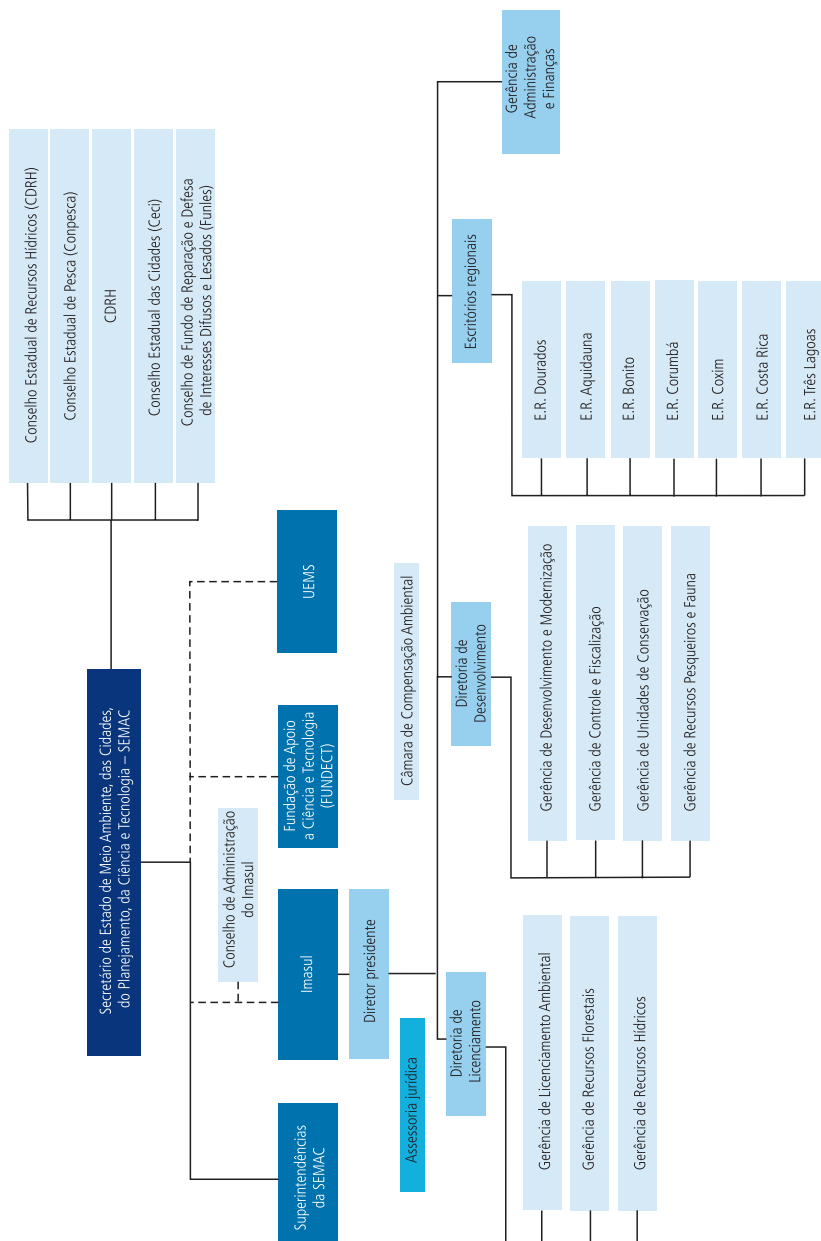 Conselho Estadual de Recursos Hídricos (CDRH)
Conselho Estadual de Pesca (Conpesca)
CDRH
Conselho Estadual das Cidades (Ceci)
Conselho de Fundo de Reparação e Defesa
de Interesses Difusos e Lesados (Funles)
Secretário de Estado de Meio Ambiente, das Cidades,
do Planejamento, da Ciência e Tecnologia – SEMAC
Conselho de Administração
do Imasul
Superintendências
da SEMAC
Imasul
Fundação de Apoio
a Ciência e Tecnologia
(FUNDECT)
UEMS
Diretor presidente
Assessoria jurídica
Câmara de Compensação Ambiental
Diretoria de
Licenciamento
Diretoria de
Desenvolvimento
Escritórios regionais
Gerência de
Administração
e Finanças
Gerência de Licenciamento Ambiental
Gerência de Recursos Florestais
Gerência de Recursos Hídricos
Gerência de Desenvolvimento e Modernização
Gerência de Controle e Fiscalização
Gerência de Unidades de Conservação
Gerência de Recursos Pesqueiros e Fauna
E.R. Dourados
E.R. Aquidauna
E.R. Bonito
E.R. Corumbá
E.R. Coxim
E.R. Costa Rica
E.R. Três Lagoas